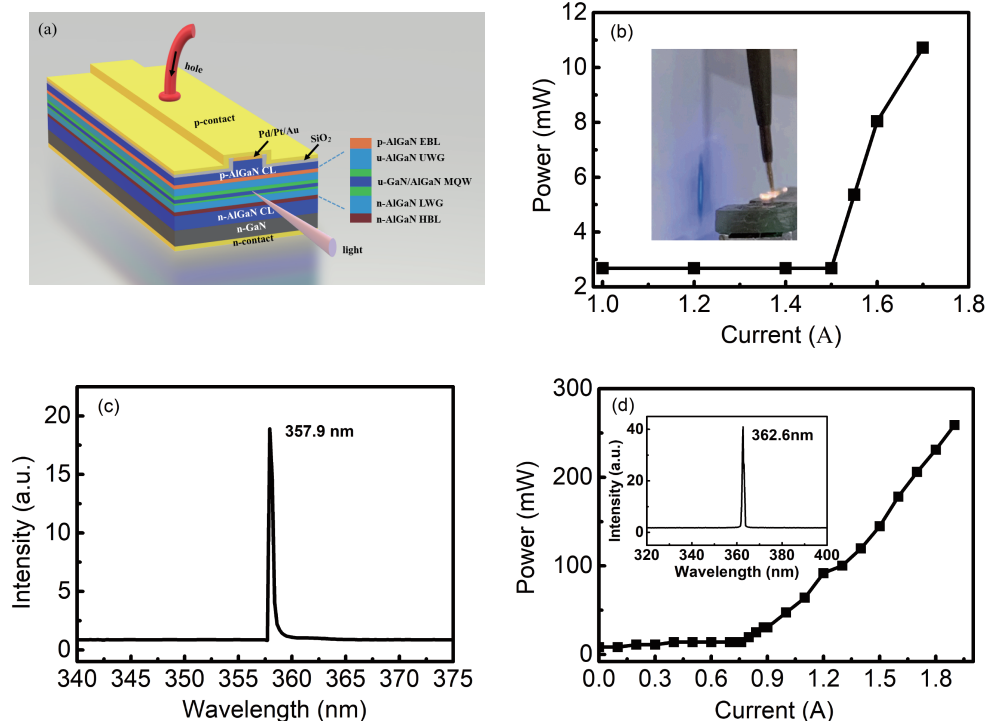 (a)
hole
p-contact
Pd/Pt/Au
SiO2
p-AlGaN CL
n-AlGaN CL
n-GaN
n-contact
light
p-AlGaN EBL
u-AlGaN UWG
u-GaN/AlGaN MQW
n-AlGaN LWG
n-AlGaN HBL
(b)
Power (mW)
12
10
8
6
4
2
1.0 1.2 1.4 1.6 1.8
Current (A)
(c)
357.9 nm
Intensity (a.u.)
20
15
10
5
0
340 345 350 355 360 365 370 375
Wavelength (nm)
(d)
Power (mW)
300
200
100
0
0.0 0.3 0.6 0.9 1.2 1.5 1.8
Current (A)
362.6nm
Intensity (a.u.)
40
20
0
320 340 360 380 400
Wavelength (nm)